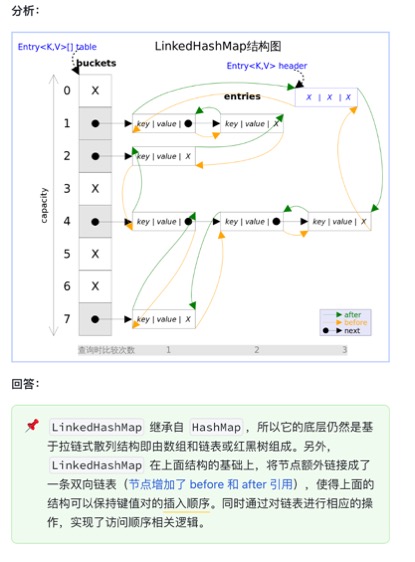 分析：
LinkedHashMap结构图
Entry<K,V>[] table
buckets
Entry<K,V> header
entries
0 X
X | X | X
1 key | value | key | value | X
2 key | value | X
3 X
capacity
4 key | value | key | value | key | value | X
5 X
6 X
7 key | value | X
after
before
next
查询时比较次数 1 2 3
回答：
📌 LinkedHashMap 继承自 HashMap，所以它的底层仍然是基
于拉链式散列结构即由数组和链表或红黑树组成。另外，
LinkedHashMap 在上面结构的基础上，将节点额外链接成了
一条双向链表（节点增加了 before 和 after 引用），使得上面的
结构可以保持键值对的插入顺序。同时通过对链表进行相应的操
作，实现了访问顺序相关逻辑。